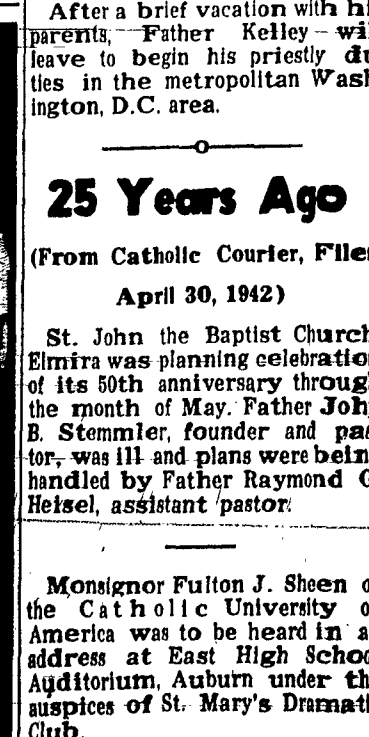 After a brief vacation with hi
parents, Father Kelley wi
leave to begin his priestly du
ties in the metropolitan Wash
ington, D.C. area.
25 Years Ago
(From Catholic Courier, File
April 30, 1942)
St. John the Baptist Church
Elmira was planning celebratio
of its 50th anniversary throug
the month of May. Father Joh
B. Stemmler, founder and pas
tor, was ill and plans were bein
handled by Father Raymond G
Heisel, assistant pastor.
Monsignor Fulton J. Sheen o
the Catholic University o
America was to be heard in a
address at East High Schoo
Auditorium, Auburn under th
auspices of St. Mary's Dramati
Club.